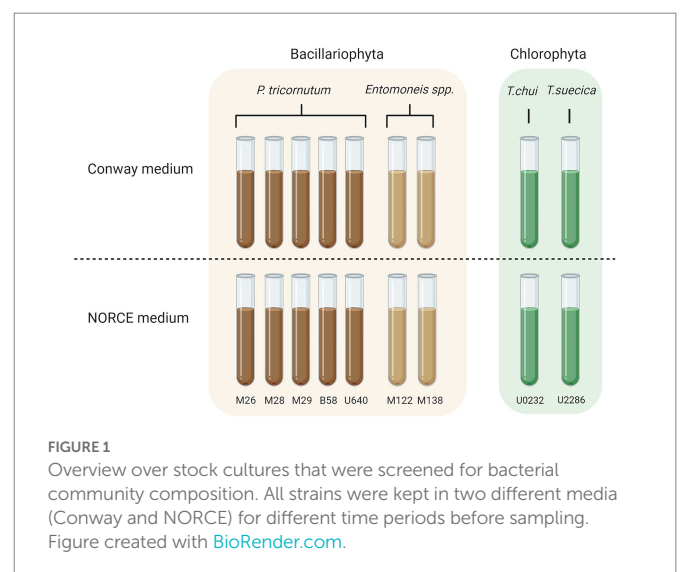 Bacillariophyta Chlorophyta
P. tricornutum Entomoneis spp. T.chui T.suecica
Conway medium
NORCE medium
M26 M28 M29 B58 U640 M122 M138 U0232 U2286
FIGURE 1
Overview over stock cultures that were screened for bacterial
community composition. All strains were kept in two different media
(Conway and NORCE) for different time periods before sampling.
Figure created with BioRender.com.